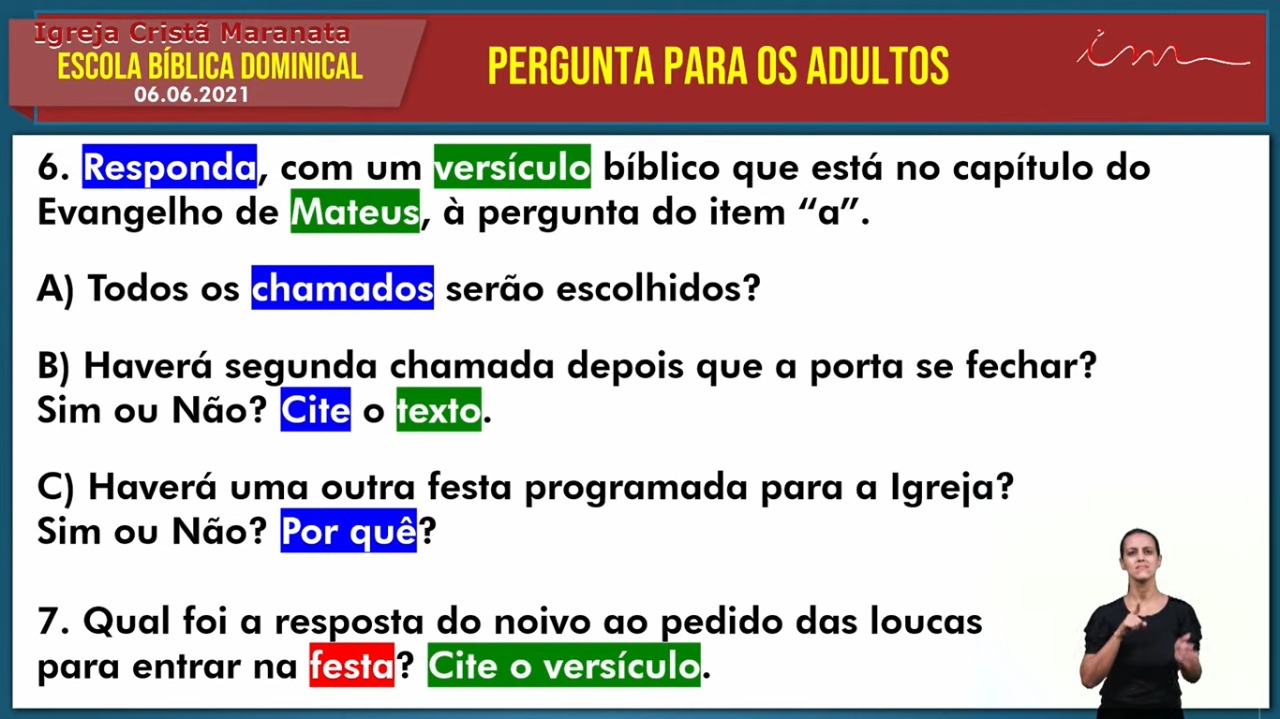 Igreja Cristã Maranata
ESCOLA BÍBLICA DOMINICAL
06.06.2021
PERGUNTA PARA OS ADULTOS
im
6. Responda, com um versículo bíblico que está no capítulo do
Evangelho de Mateus, à pergunta do item “a”.
A) Todos os chamados serão escolhidos?
B) Haverá segunda chamada depois que a porta se fechar?
Sim ou Não? Cite o texto.
C) Haverá uma outra festa programada para a Igreja?
Sim ou Não? Por quê?
7. Qual foi a resposta do noivo ao pedido das loucas
para entrar na festa? Cite o versículo.